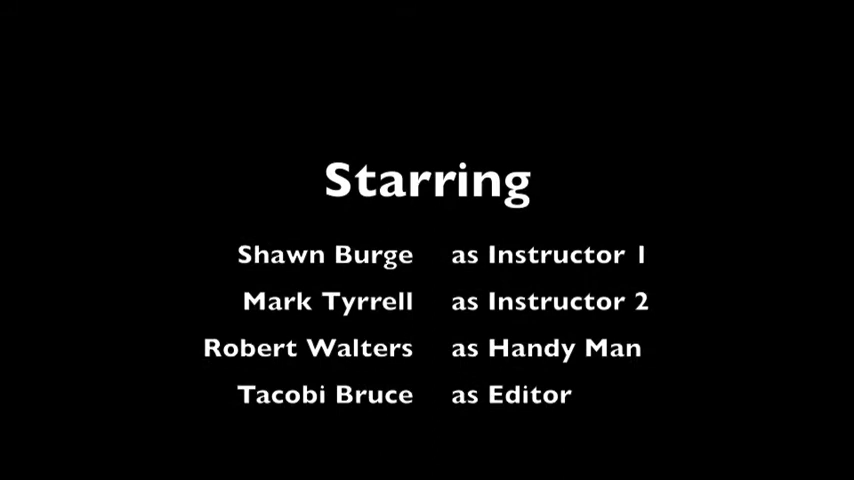 Starring
Shawn Burge as Instructor 1
Mark Tyrrell as Instructor 2
Robert Walters as Handy Man
Tacobi Bruce as Editor